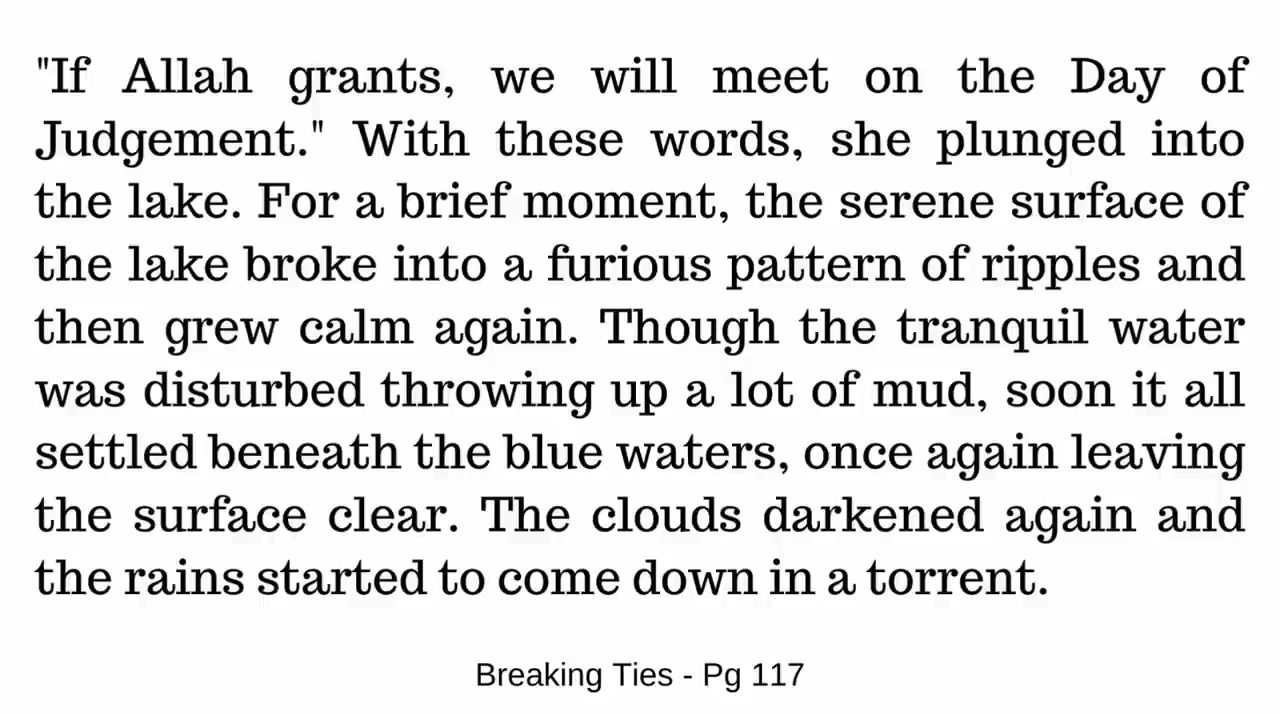 "If Allah grants, we will meet on the Day of
Judgement." With these words, she plunged into
the lake. For a brief moment, the serene surface of
the lake broke into a furious pattern of ripples and
then grew calm again. Though the tranquil water
was disturbed throwing up a lot of mud, soon it all
settled beneath the blue waters, once again leaving
the surface clear. The clouds darkened again and
the rains started to come down in a torrent.
Breaking Ties - Pg 117